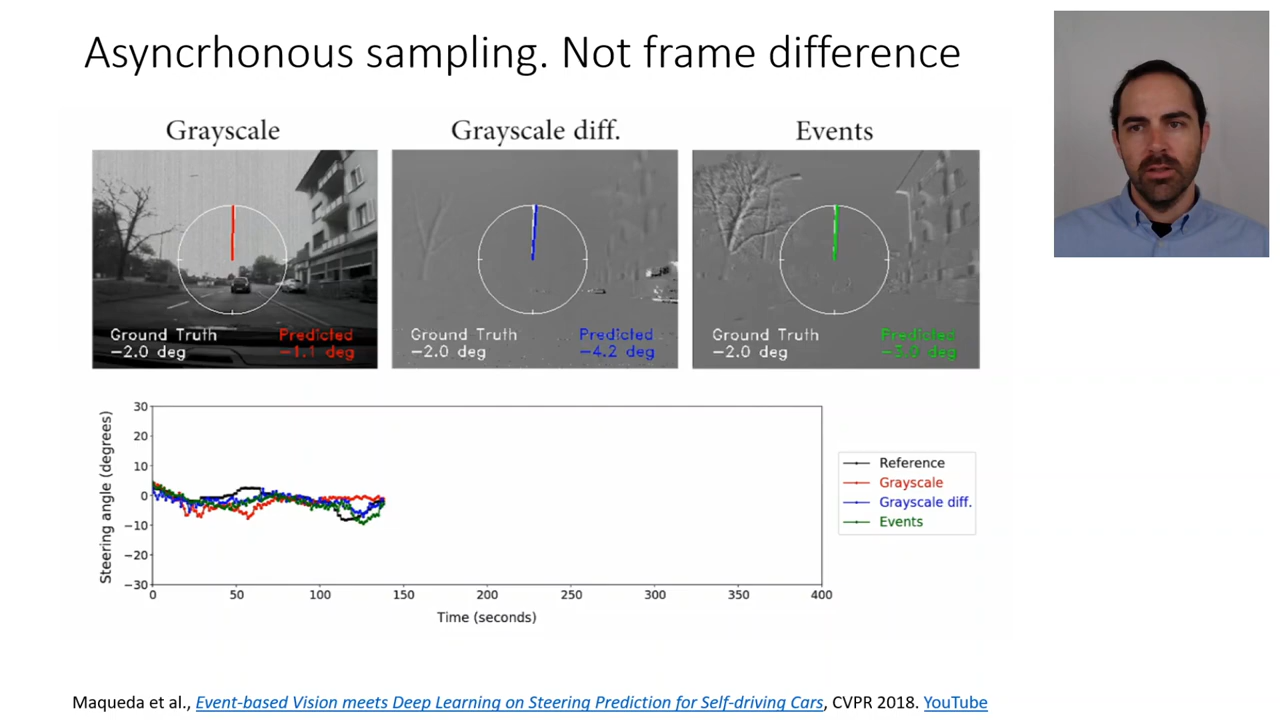 Asyncrhonous sampling. Not frame difference
Grayscale
Grayscale diff.
Events
Ground Truth
-2.0 deg
Predicted
-1.1 deg
Ground Truth
-2.0 deg
Predicted
-4.2 deg
Ground Truth
-2.0 deg
Predicted
-3.0 deg
Steering angle (degrees)
30
20
10
0
-10
-20
-30
0 50 100 150 200 250 300 350 400
Time (seconds)
Reference
Grayscale
Grayscale diff.
Events
Maqueda et al., Event-based Vision meets Deep Learning on Steering Prediction for Self-driving Cars, CVPR 2018. YouTube